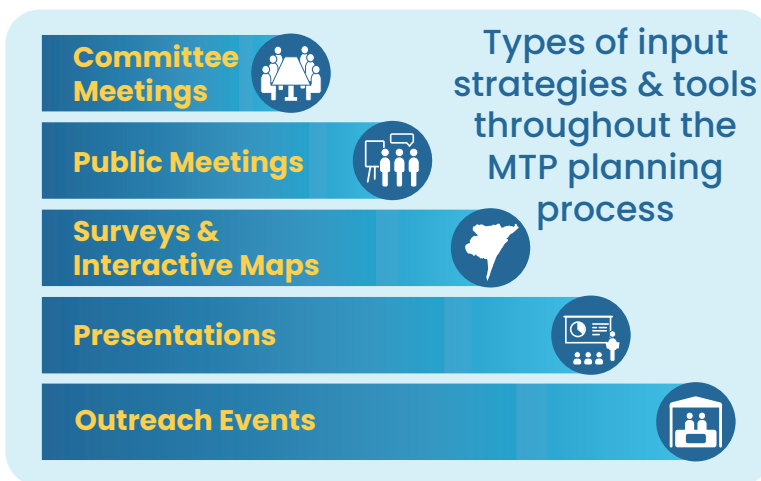 Types of input
strategies & tools
throughout the
MTP planning
process
Committee
Meetings
Public Meetings
Surveys &
Interactive Maps
Presentations
Outreach Events